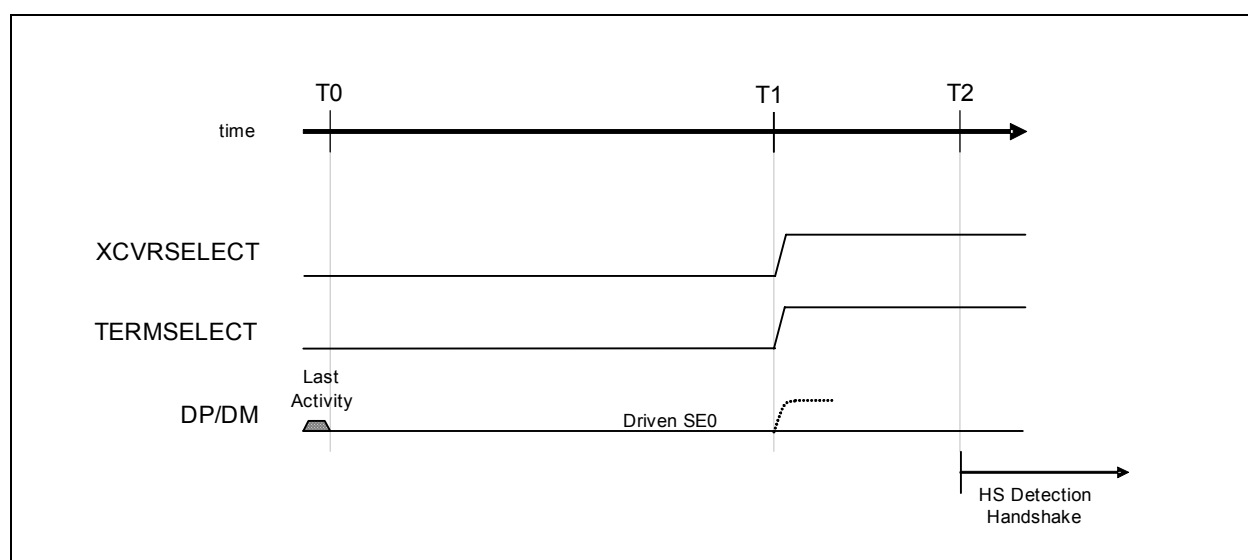 T0
T1
T2
time
XCVRSELECT
TERMSELECT
Last
Activity
DP/DM
Driven SE0
HS Detection
Handshake